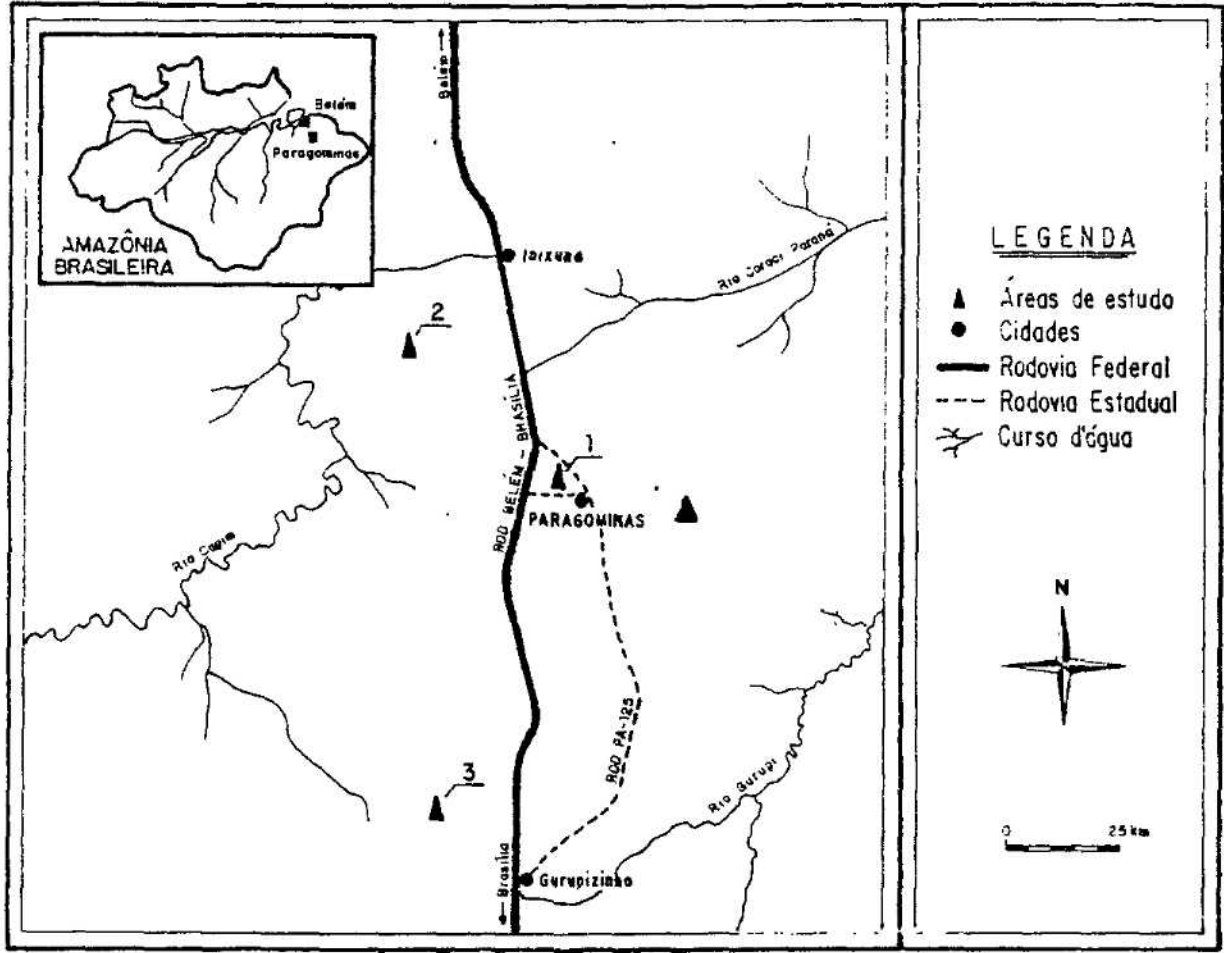 Belém
Belém
Paragominas
AMAZÔNIA
BRASILEIRA
2
ROD BELÉM - BRASÍLIA
1
PARAGOMINAS
Rio Capim
ROD PA-125
Rio Gurupi
3
Brasília
Gurupizinho
LEGENDA
Áreas de estudo
Cidades
Rodovia Federal
Rodovia Estadual
Curso d'água
N
0 25 km